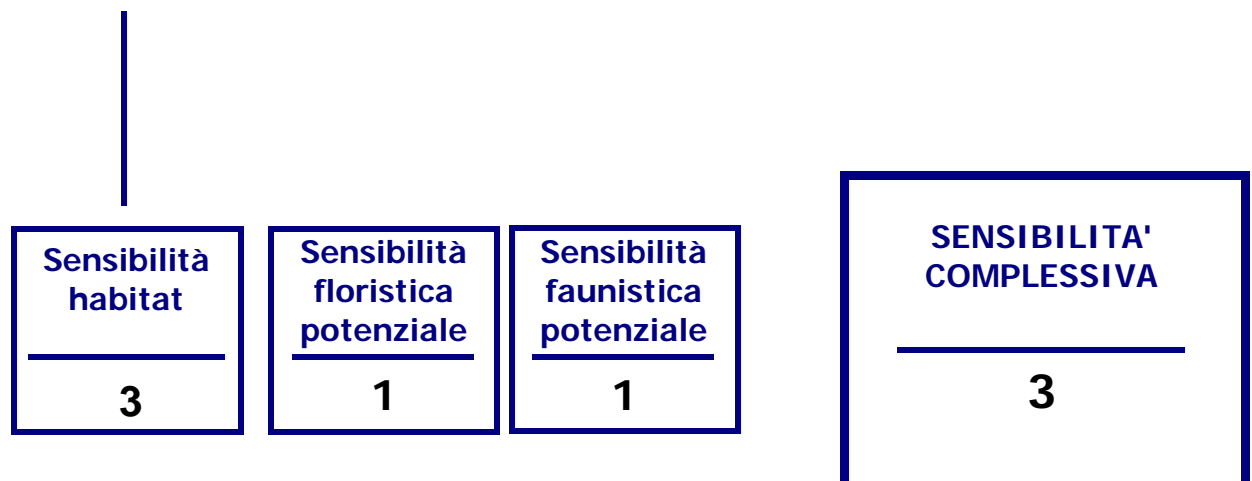 Sensibilità
habitat
3
Sensibilità
floristica
potenziale
1
Sensibilità
faunistica
potenziale
1
SENSIBILITA'
COMPLESSIVA
3